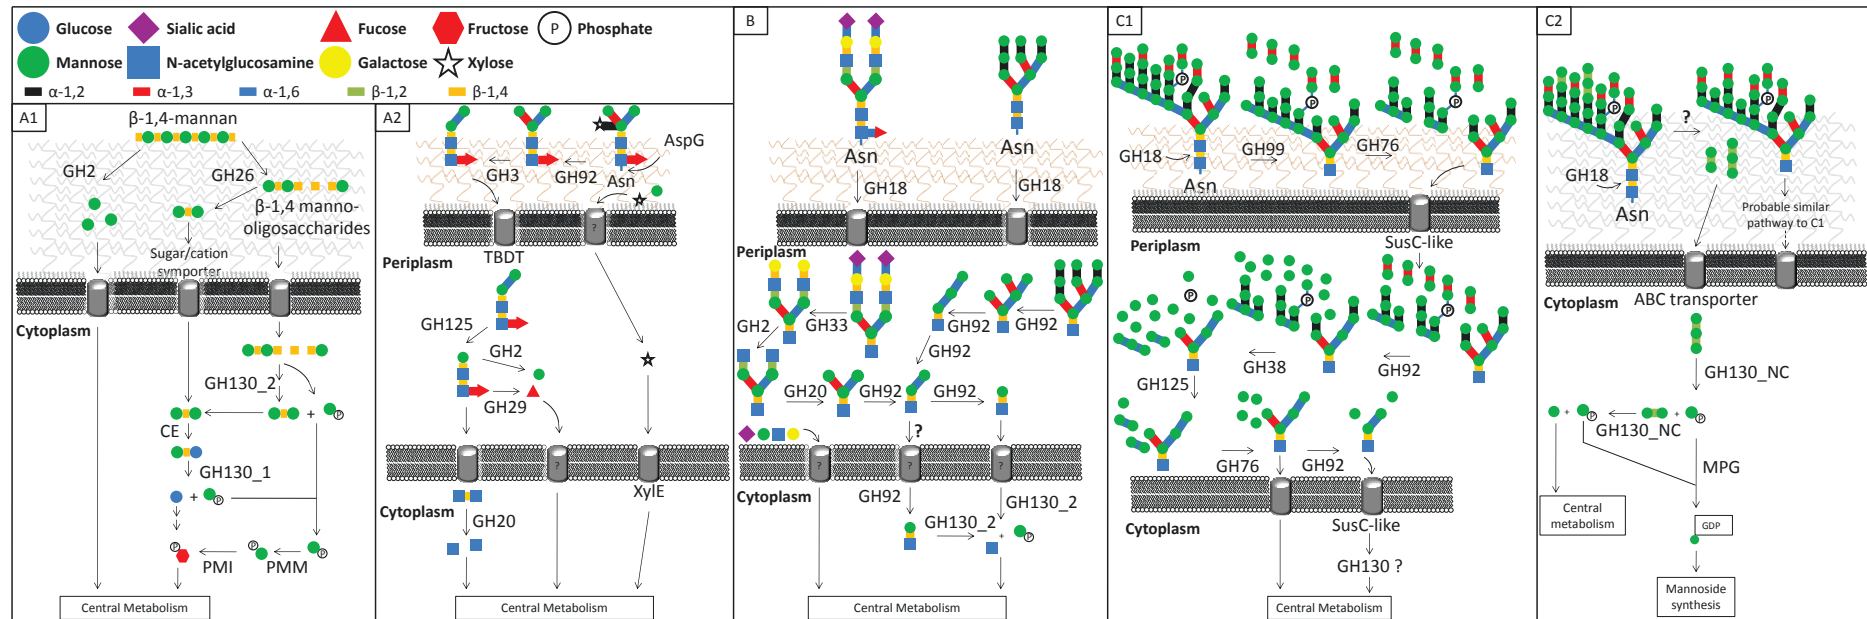 Glucose
Sialic acid
Fucose
Fructose
P
Phosphate
Mannose
N-acetylglucosamine
Galactose
Xylose
α-1,2
α-1,3
α-1,6
β-1,2
β-1,4
A1
β-1,4-mannan
GH2
GH26
β-1,4 manno-
oligosaccharides
Sugar/cation
symporter
Cytoplasm
GH130_2
+
P
CE
GH130_1
+
P
P
PMI
P
PMM
P
Central Metabolism
A2
AspG
GH3
GH92
Asn
?
TBDT
Periplasm
GH125
GH2
GH29
?
XylE
Cytoplasm
GH20
Central Metabolism
B
Asn
Asn
GH18
GH18
Periplasm
GH2
GH33
GH92
GH92
GH92
GH20
GH92
GH92
?
?
?
?
Cytoplasm
GH92
GH130_2
GH130_2
+
P
Central Metabolism
C1
P
P
P
GH18
Asn
GH99
GH76
Periplasm
SusC-like
P
P
P
GH125
GH38
GH92
GH76
GH92
Cytoplasm
SusC-like
GH130 ?
Central Metabolism
C2
P
?
P
GH18
Asn
Probable similar
pathway to C1
Cytoplasm
ABC transporter
GH130_NC
+
P
+
P
GH130_NC
MPG
Central
metabolism
GDP
Mannoside
synthesis